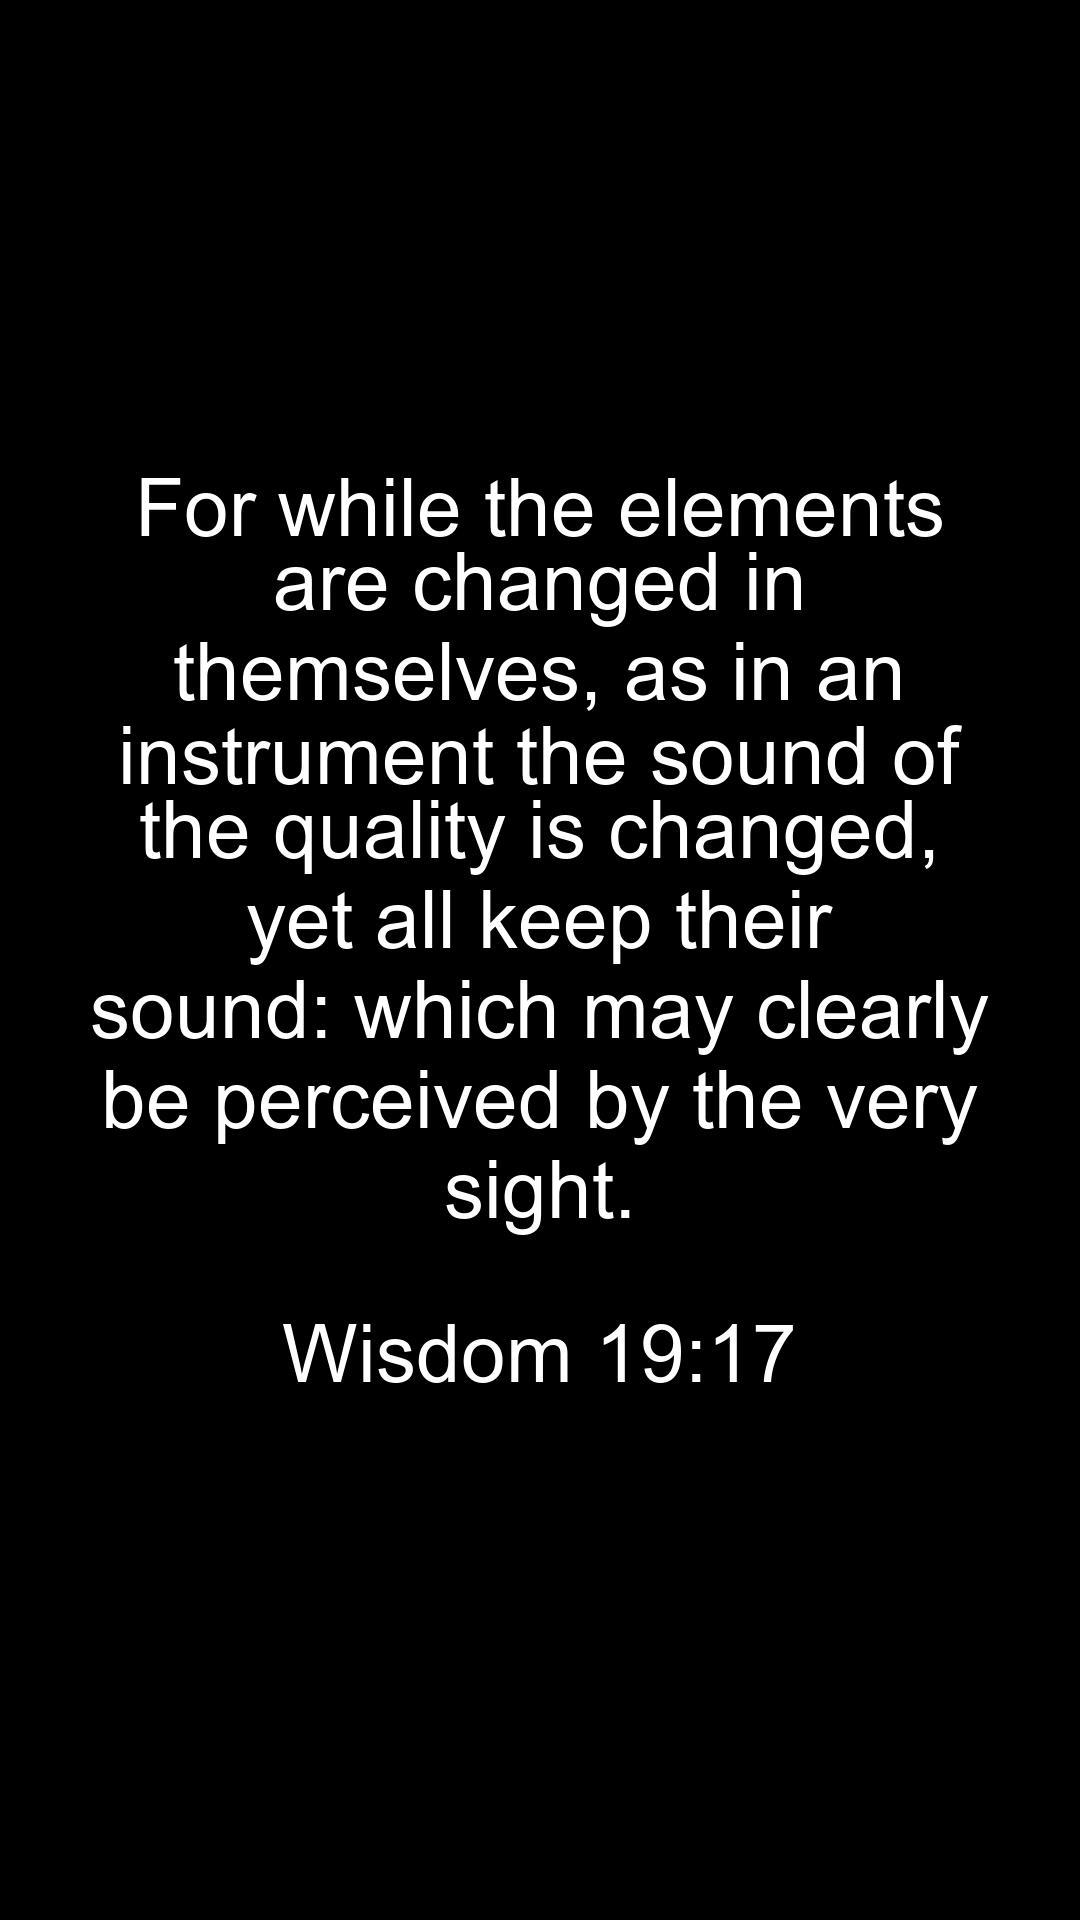 For while the elements
are changed in
themselves, as in an
instrument the sound of
the quality is changed,
yet all keep their
sound: which may clearly
be perceived by the very
sight.
Wisdom 19:17